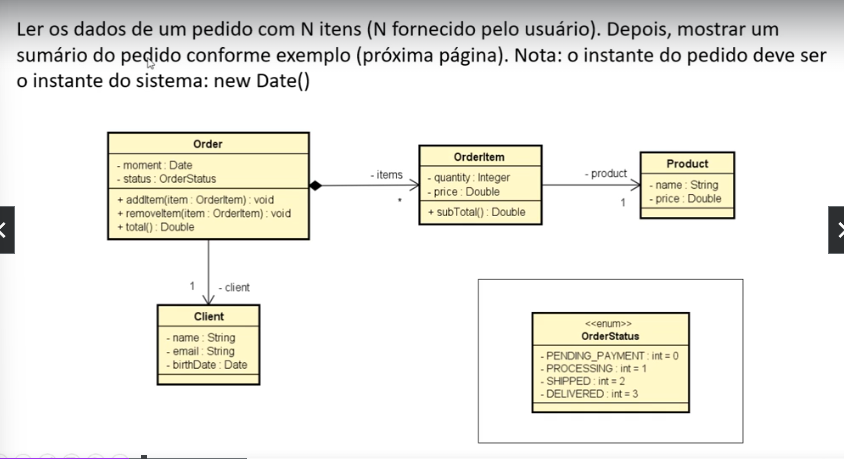 Ler os dados de um pedido com N itens (N fornecido pelo usuário). Depois, mostrar um
sumário do pedido conforme exemplo (próxima página). Nota: o instante do pedido deve ser
o instante do sistema: new Date()
Order
- moment : Date
- status : OrderStatus
+ addItem(item : OrderItem) : void
+ removeItem(item : OrderItem) : void
+ total() : Double
- items
*
OrderItem
- quantity : Integer
- price : Double
+ subTotal() : Double
- product
1
Product
- name : String
- price : Double
1
- client
Client
- name : String
- email : String
- birthDate : Date
<<enum>>
OrderStatus
- PENDING_PAYMENT : int = 0
- PROCESSING : int = 1
- SHIPPED : int = 2
- DELIVERED : int = 3